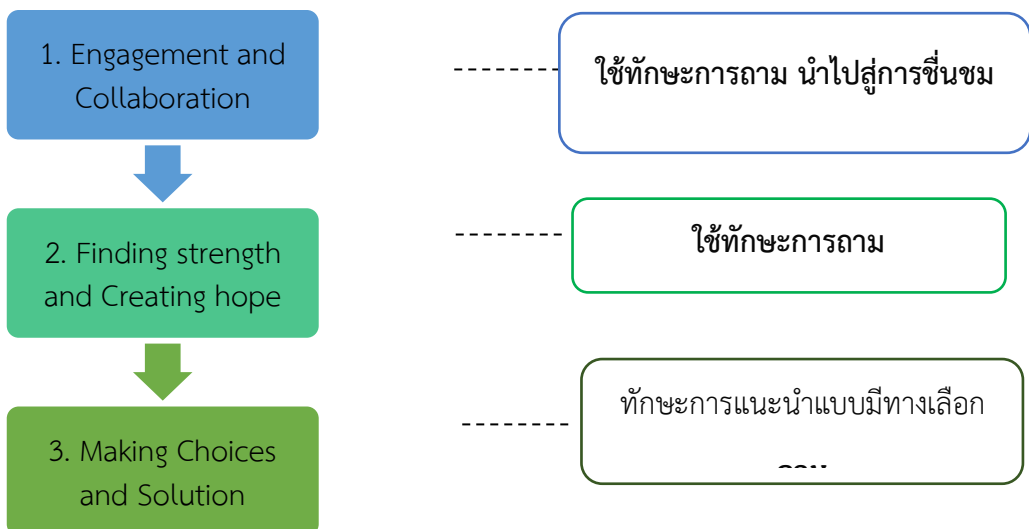 1. Engagement and
Collaboration
ใช้ทักษะการถาม นำไปสู่การชื่นชม
2. Finding strength
and Creating hope
ใช้ทักษะการถาม
3. Making Choices
and Solution
ทักษะการแนะนำแบบมีทางเลือก